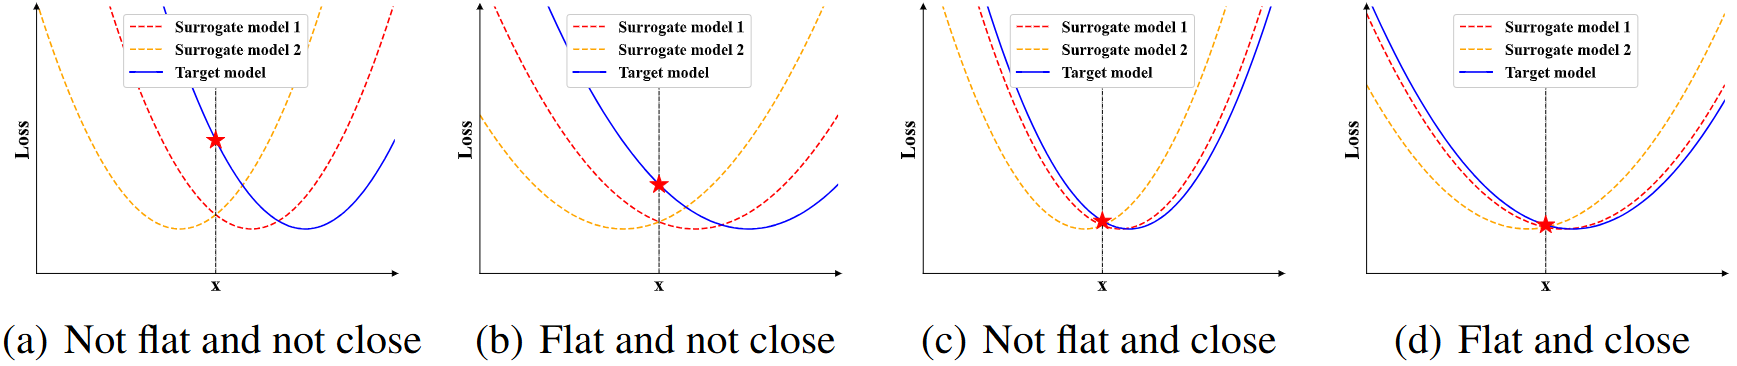 Surrogate model 1
Surrogate model 2
Target model
Loss
x
(a) Not flat and not close
Surrogate model 1
Surrogate model 2
Target model
Loss
x
(b) Flat and not close
Surrogate model 1
Surrogate model 2
Target model
Loss
x
(c) Not flat and close
Surrogate model 1
Surrogate model 2
Target model
Loss
x
(d) Flat and close